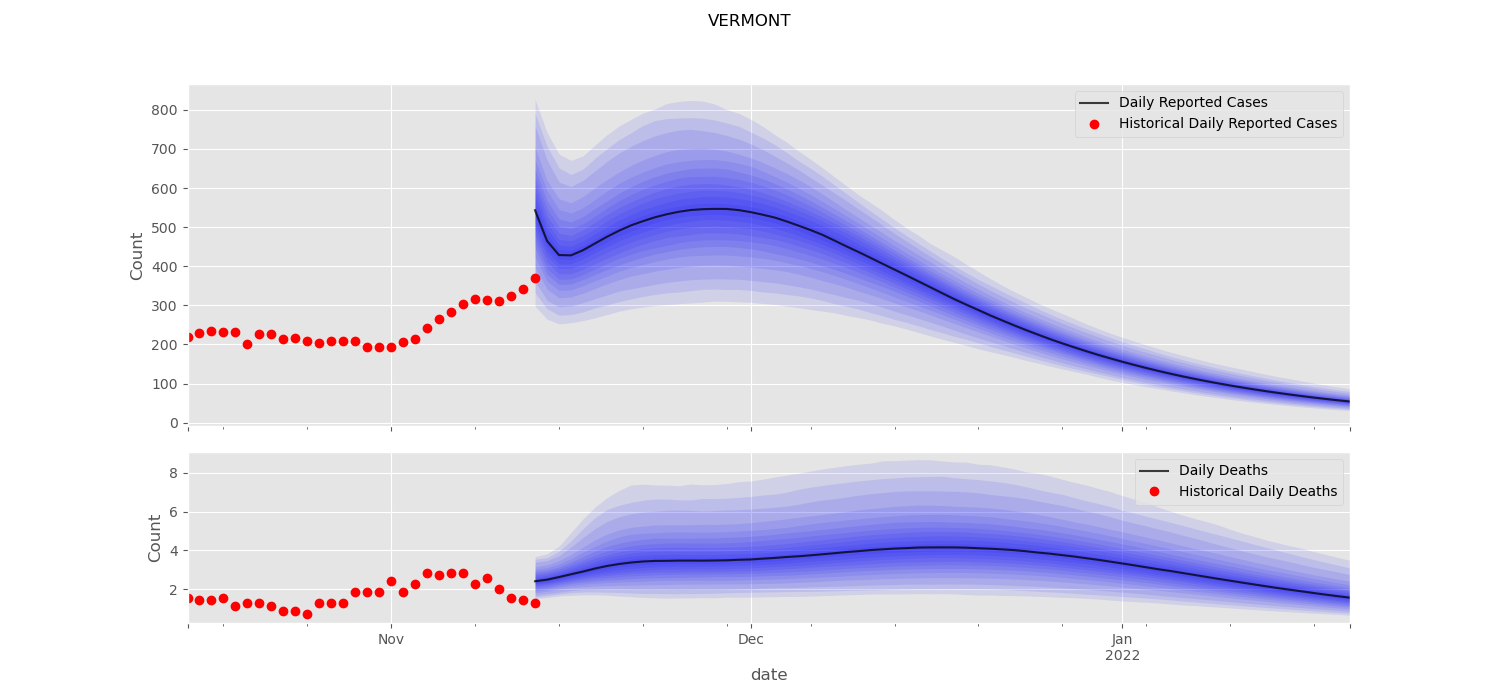 VERMONT
800
700
600
500
400
300
200
100
0
Count
Daily Reported Cases
Historical Daily Reported Cases
8
6
4
2
Count
Daily Deaths
Historical Daily Deaths
Nov
Dec
Jan
2022
date